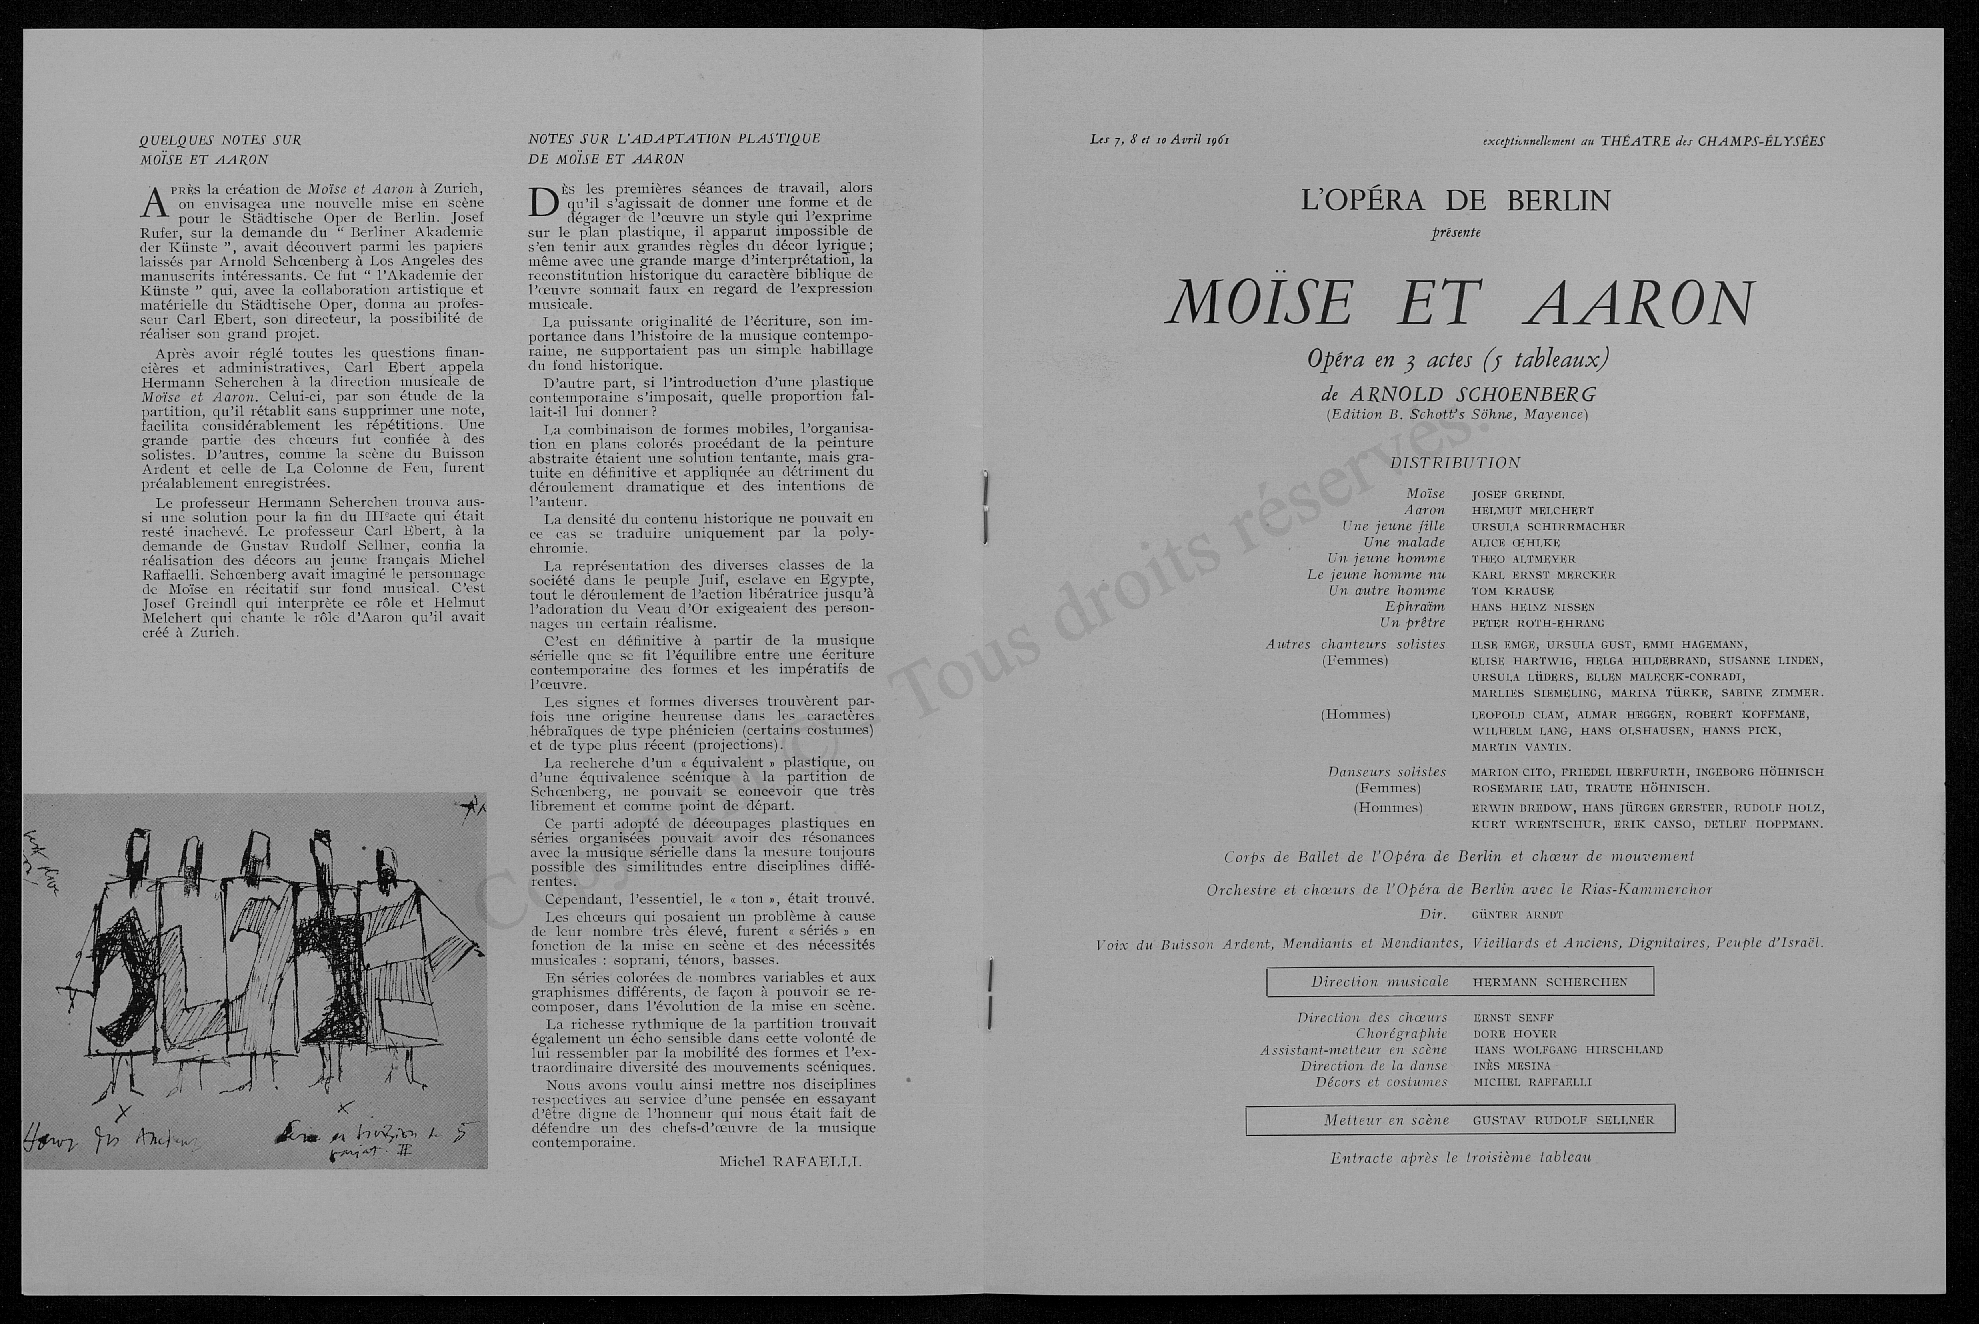 QUELQUES NOTES SUR
MOÏSE ET AARON
APRÈS la création de Moïse et Aaron à Zurich,
on envisagea une nouvelle mise en scène
pour le Städtische Oper de Berlin. Josef
Rufer, sur la demande du “ Berliner Akademie
der Künste ”, avait découvert parmi les papiers
laissés par Arnold Schœnberg à Los Angeles des
manuscrits intéressants. Ce fut “ l’Akademie der
Künste ” qui, avec la collaboration artistique et
matérielle du Städtische Oper, donna au profes-
seur Carl Ebert, son directeur, la possibilité de
réaliser son grand projet.
Après avoir réglé toutes les questions finan-
cières et administratives, Carl Ebert appela
Hermann Scherchen à la direction musicale de
Moïse et Aaron. Celui-ci, par son étude de la
partition, qu’il rétablit sans supprimer une note,
facilita considérablement les répétitions. Une
grande partie des chœurs fut confiée à des
solistes. D’autres, comme la scène du Buisson
Ardent et celle de La Colonne de Feu, furent
préalablement enregistrées.
Le professeur Hermann Scherchen trouva aus-
si une solution pour la fin du IIIe acte qui était
resté inachevé. Le professeur Carl Ebert, à la
demande de Gustav Rudolf Sellner, confia la
réalisation des décors au jeune français Michel
Raffaelli. Schœnberg avait imaginé le personnage
de Moïse en récitatif sur fond musical. C’est
Josef Greindl qui interprète ce rôle et Helmut
Melchert qui chante le rôle d’Aaron qu’il avait
créé à Zurich.
NOTES SUR L’ADAPTATION PLASTIQUE
DE MOÏSE ET AARON
DÈS les premières séances de travail, alors
qu’il s’agissait de donner une forme et de
dégager de l’œuvre un style qui l’exprime
sur le plan plastique, il apparut impossible de
s’en tenir aux grandes règles du décor lyrique ;
même avec une grande marge d’interprétation, la
reconstitution historique du caractère biblique de
l’œuvre sonnait faux en regard de l’expression
musicale.
La puissante originalité de l’écriture, son im-
portance dans l’histoire de la musique contempo-
raine, ne supportaient pas un simple habillage
du fond historique.
D’autre part, si l’introduction d’une plastique
contemporaine s’imposait, quelle proportion fal-
lait-il lui donner ?
La combinaison de formes mobiles, l’organisa-
tion en plans colorés procédant de la peinture
abstraite étaient une solution tentante, mais gra-
tuite en définitive et appliquée au détriment du
déroulement dramatique et des intentions de
l’auteur.
La densité du contenu historique ne pouvait en
ce cas se traduire uniquement par la poly-
chromie.
La représentation des diverses classes de la
société dans le peuple Juif, esclave en Egypte,
tout le déroulement de l’action libératrice jusqu’à
l’adoration du Veau d’Or exigeaient des person-
nages un certain réalisme.
C’est en définitive à partir de la musique
sérielle que se fit l’équilibre entre une écriture
contemporaine des formes et les impératifs de
l’œuvre.
Les signes et formes diverses trouvèrent par-
fois une origine heureuse dans les caractères
hébraïques de type phénicien (certains costumes)
et de type plus récent (projections).
La recherche d’un « équivalent » plastique, ou
d’une équivalence scénique à la partition de
Schœnberg, ne pouvait se concevoir que très
librement et comme point de départ.
Ce parti adopté de découpages plastiques en
séries organisées pouvait avoir des résonances
avec la musique sérielle dans la mesure toujours
possible des similitudes entre disciplines diffé-
rentes.
Cependant, l’essentiel, le « ton », était trouvé.
Les chœurs qui posaient un problème à cause
de leur nombre très élevé, furent « sériés » en
fonction de la mise en scène et des nécessités
musicales : soprani, ténors, basses.
En séries colorées de nombres variables et aux
graphismes différents, de façon à pouvoir se re-
composer, dans l’évolution de la mise en scène.
La richesse rythmique de la partition trouvait
également un écho sensible dans cette volonté de
lui ressembler par la mobilité des formes et l’ex-
traordinaire diversité des mouvements scéniques.
Nous avons voulu ainsi mettre nos disciplines
respectives au service d’une pensée en essayant
d’être digne de l’honneur qui nous était fait de
défendre un des chefs-d’œuvre de la musique
contemporaine.
Michel RAFAELLI.
Les 7, 8 et 10 Avril 1961
exceptionnellement au THÉATRE des CHAMPS-ÉLYSÉES
L’OPÉRA DE BERLIN
présente
MOÏSE ET AARON
Opéra en 3 actes (5 tableaux)
de ARNOLD SCHOENBERG
(Edition B. Schott’s Söhne, Mayence)
DISTRIBUTION
Moïse JOSEF GREINDL
Aaron HELMUT MELCHERT
Une jeune fille URSULA SCHIRRMACHER
Une malade ALICE ŒHLKE
Un jeune homme THEO ALTMEYER
Le jeune homme nu KARL ERNST MERCKER
Un autre homme TOM KRAUSE
Ephraïm HANS HEINZ NISSEN
Un prêtre PETER ROTH-EHRANG
Autres chanteurs solistes ILSE EMGE, URSULA GUST, EMMI HAGEMANN,
(Femmes) ELISE HARTWIG, HELGA HILDEBRAND, SUSANNE LINDEN,
URSULA LÜDERS, ELLEN MALECEK-CONRADI,
MARLIES SIEMELING, MARINA TÜRKE, SABINE ZIMMER.
(Hommes) LEOPOLD CLAM, ALMAR HEGGEN, ROBERT KOFFMANE,
WILHELM LANG, HANS OLSHAUSEN, HANNS PICK,
MARTIN VANTIN.
Danseurs solistes MARION CITO, FRIEDEL HERFURTH, INGEBORG HÖHNISCH
(Femmes) ROSEMARIE LAU, TRAUTE HÖHNISCH.
(Hommes) ERWIN BREDOW, HANS JÜRGEN GERSTER, RUDOLF HOLZ,
KURT WRENTSCHUR, ERIK CANSO, DETLEF HOPPMANN.
Corps de Ballet de l’Opéra de Berlin et chœur de mouvement
Orchestre et chœurs de l’Opéra de Berlin avec le Rias-Kammerchor
Dir. GÜNTER ARNDT
Voix du Buisson Ardent, Mendiants et Mendiantes, Vieillards et Anciens, Dignitaires, Peuple d’Israël.
Direction musicale HERMANN SCHERCHEN
Direction des chœurs ERNST SENFF
Chorégraphie DORE HOYER
Assistant-metteur en scène HANS WOLFGANG HIRSCHLAND
Direction de la danse INÈS MESINA
Décors et costumes MICHEL RAFFAELLI
Metteur en scène GUSTAV RUDOLF SELLNER
Entracte après le troisième tableau
Copyright © - Tous droits réservés.